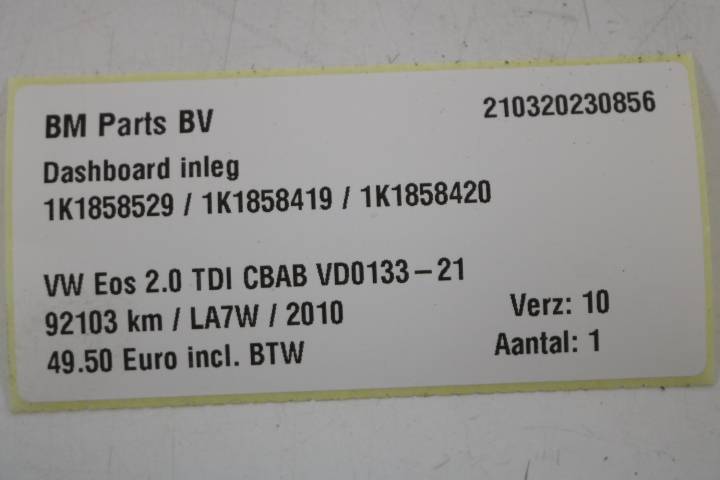 BM Parts BV
210320230856
Dashboard inleg
1K1858529 / 1K1858419 / 1K1858420
VW Eos 2.0 TDI CBAB VD0133-21
92103 km / LA7W / 2010
Verz: 10
49.50 Euro incl. BTW
Aantal: 1